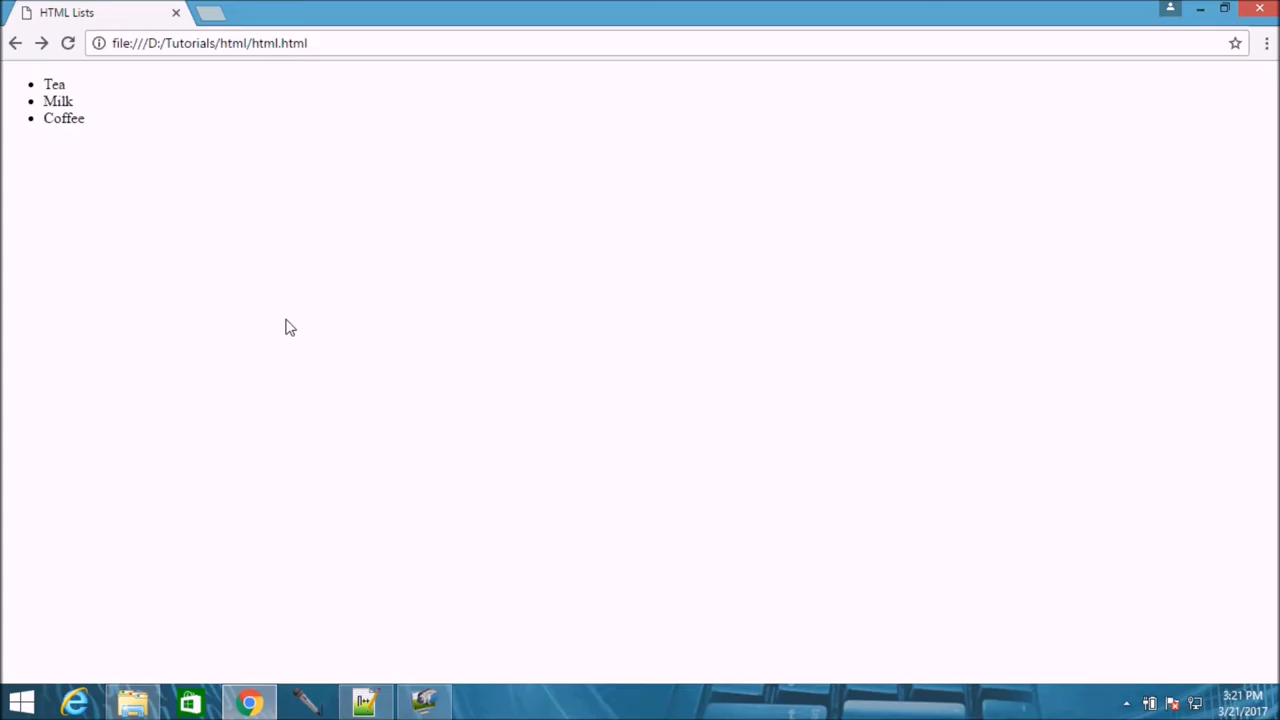 HTML Lists
file:///D:/Tutorials/html/html.html
• Tea
• Milk
• Coffee
3:21 PM
3/21/2017